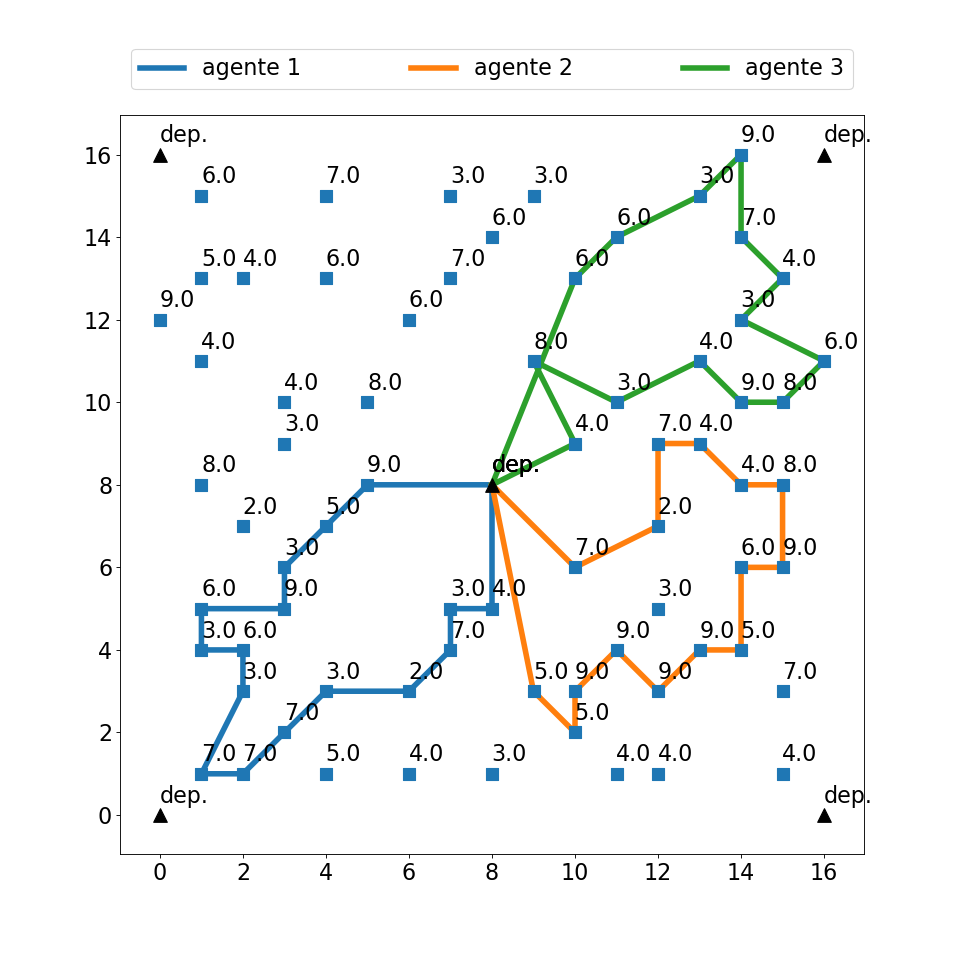 agente 1 agente 2 agente 3
9.0
dep. dep.
16
6.0 7.0 3.0 3.0 3.0
6.0 6.0 7.0
14
5.0 4.0 6.0 7.0 6.0 4.0
9.0 6.0 3.0
12
4.0 8.0 4.0 6.0
4.0 8.0 3.0 9.0 8.0
10
3.0 4.0 7.0 4.0
8.0 9.0 dep. 4.0 8.0
8
2.0 5.0 2.0
3.0 7.0 6.0 9.0
6
6.0 9.0 3.0 4.0 3.0
3.0 6.0 7.0 9.0 9.0 5.0
4
3.0 3.0 2.0 5.0 9.0 9.0 7.0
7.0 5.0
2
7.0 7.0 5.0 4.0 3.0 4.0 4.0 4.0
dep. dep.
0
0 2 4 6 8 10 12 14 16